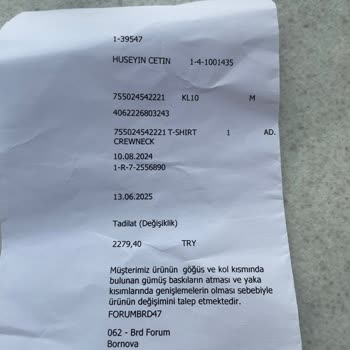 1-39547
HUSEYIN CETIN 1-4-1001435
755024542221 KL10 M
4062226803243
755024542221 T-SHIRT 1 AD.
CREWNECK
10.08.2024
1-R-7-2556890
13.06.2025
Tadilat (Değişiklik)
2279,40 TRY
Müşterimiz ürünün göğüs ve kol kısmında
bulunan gümüş baskıların atması ve yaka
kısımlarında genişlemelerin olması sebebiyle
ürünün değişimini talep etmektedir.
FORUMBRD47
062 - Brd Forum
Bornova